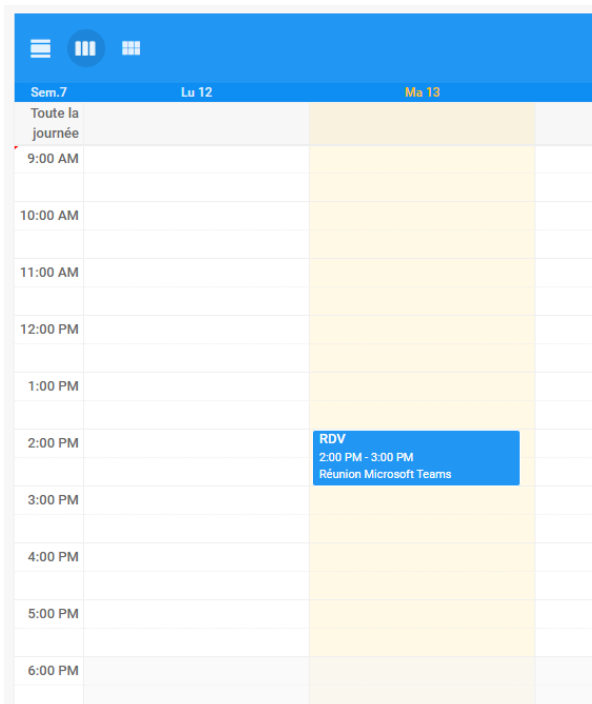 Sem.7 Lu 12 Ma 13
Toute la
journée
9:00 AM
10:00 AM
11:00 AM
12:00 PM
1:00 PM
2:00 PM
RDV
2:00 PM - 3:00 PM
Réunion Microsoft Teams
3:00 PM
4:00 PM
5:00 PM
6:00 PM